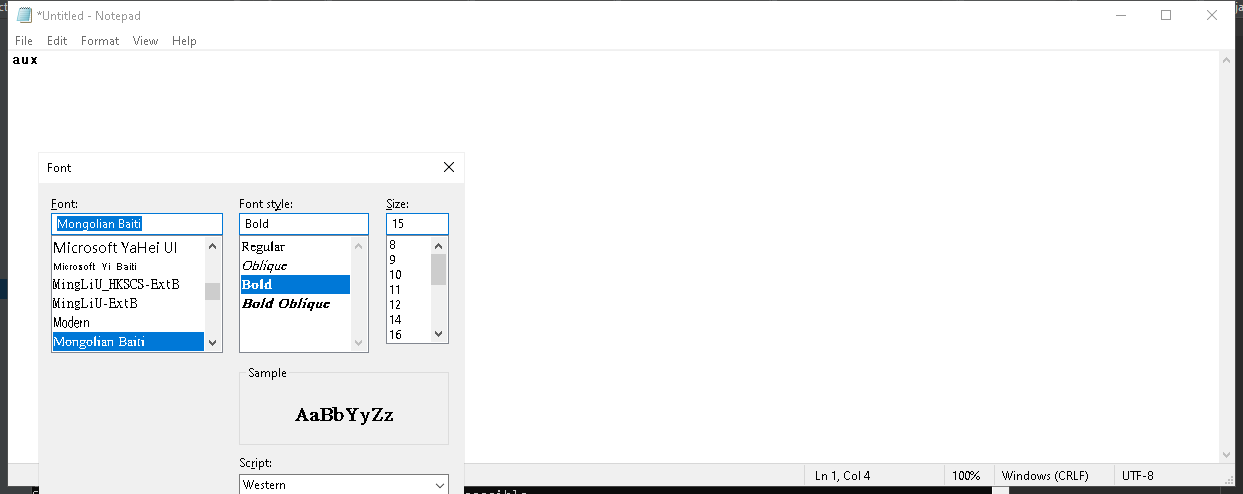 *Untitled - Notepad
File Edit Format View Help
aux
Font
Font: Font style: Size:
Mongolian Baiti Bold 15
Microsoft YaHei UI Regular 8
Microsoft Yi Baiti Oblique 9
MingLiU_HKSCS-ExtB Bold 10
MingLiU-ExtB Bold Oblique 11
Modern 12
Mongolian Baiti 14
16
Sample
AaBbYyZz
Script:
Western
Ln 1, Col 4 100% Windows (CRLF) UTF-8